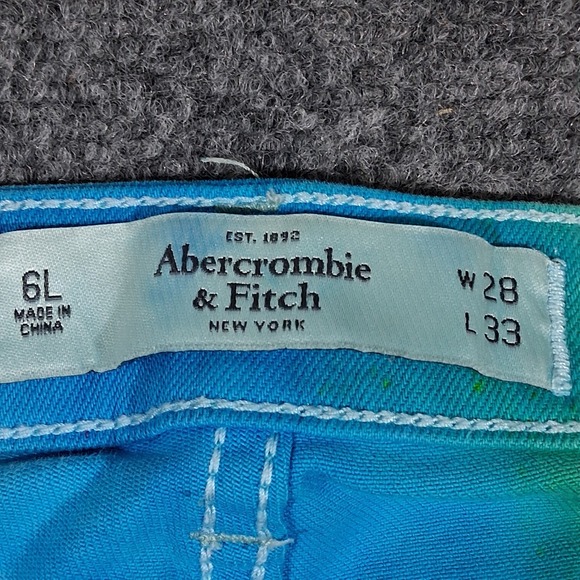 6L
MADE IN
CHINA
EST. 1892
Abercrombie
& Fitch
NEW YORK
W 28
L 33